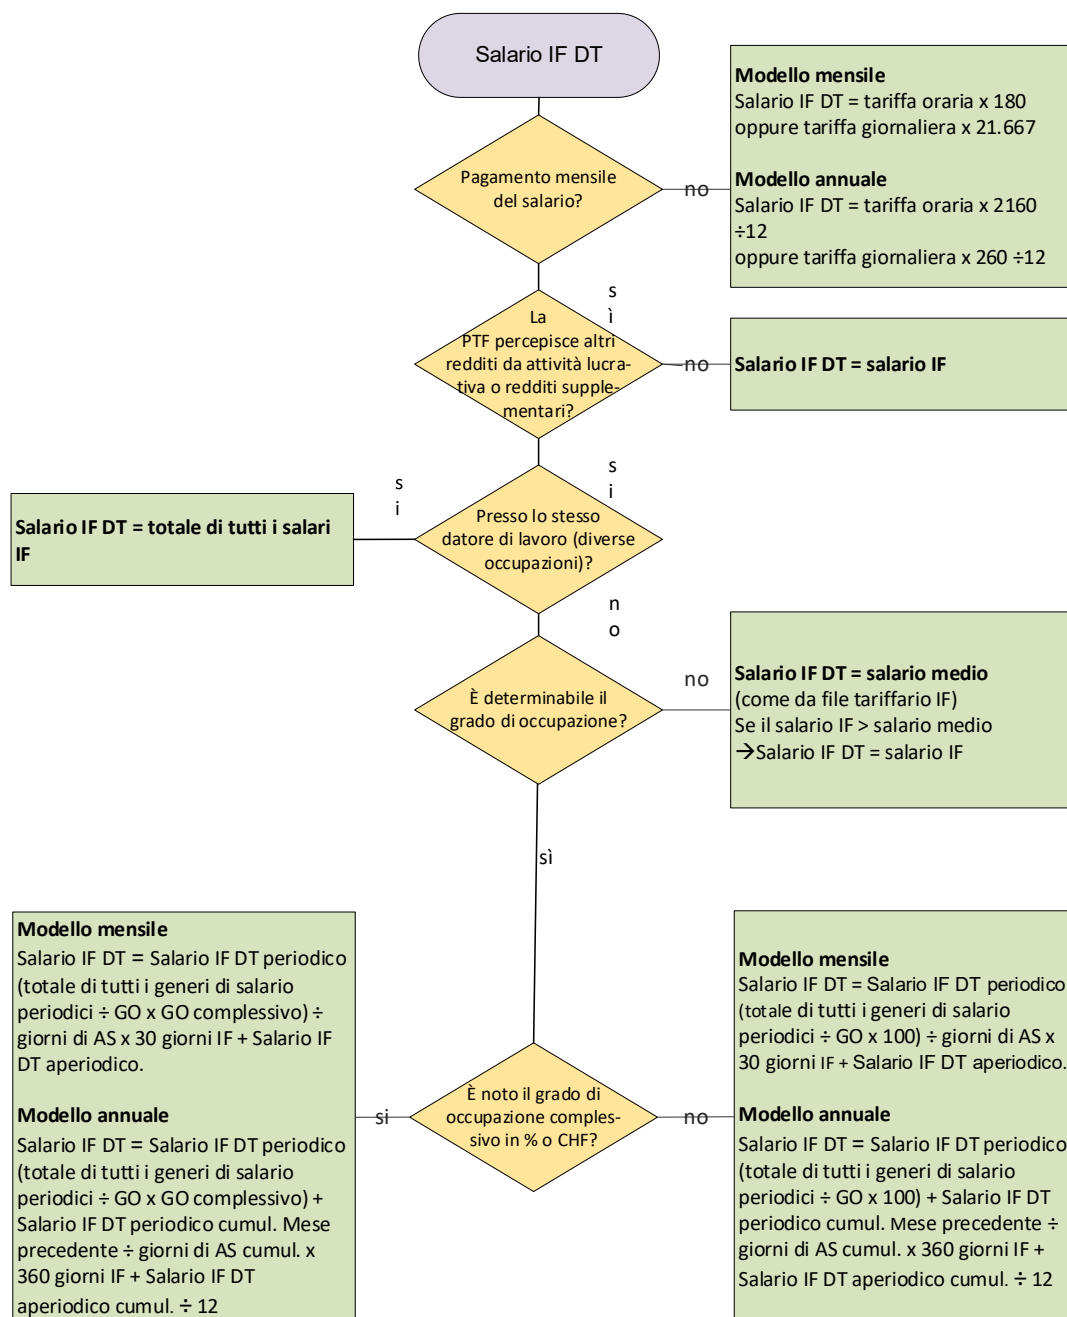 Salario IF DT
Modello mensile
Salario IF DT = tariffa oraria x 180
oppure tariffa giornaliera x 21.667
Modello annuale
Salario IF DT = tariffa oraria x 2160
÷12
oppure tariffa giornaliera x 260 ÷12
Pagamento mensile
del salario?
no
s
ì
La
PTF percepisce altri
redditi da attività lucra-
tiva o redditi supple-
mentari?
no
Salario IF DT = salario IF
s
i
s
i
Salario IF DT = totale di tutti i salari
IF
Presso lo stesso
datore di lavoro (diverse
occupazioni)?
n
o
È determinabile il
grado di occupazione?
no
Salario IF DT = salario medio
(come da file tariffario IF)
Se il salario IF > salario medio
→Salario IF DT = salario IF
sì
Modello mensile
Salario IF DT = Salario IF DT periodico
(totale di tutti i generi di salario
periodici ÷ GO x GO complessivo) ÷
giorni di AS x 30 giorni IF + Salario IF
DT aperiodico.
Modello annuale
Salario IF DT = Salario IF DT periodico
(totale di tutti i generi di salario
periodici ÷ GO x GO complessivo) +
Salario IF DT periodico cumul. Mese
precedente ÷ giorni di AS cumul. x
360 giorni IF + Salario IF DT
aperiodico cumul. ÷ 12
si
È noto il grado di
occupazione comples-
sivo in % o CHF?
no
Modello mensile
Salario IF DT = Salario IF DT periodico
(totale di tutti i generi di salario
periodici ÷ GO x 100) ÷ giorni di AS x
30 giorni IF + Salario IF DT aperiodico.
Modello annuale
Salario IF DT = Salario IF DT periodico
(totale di tutti i generi di salario
periodici ÷ GO x 100) + Salario IF DT
periodico cumul. Mese precedente ÷
giorni di AS cumul. x 360 giorni IF +
Salario IF DT aperiodico cumul. ÷ 12